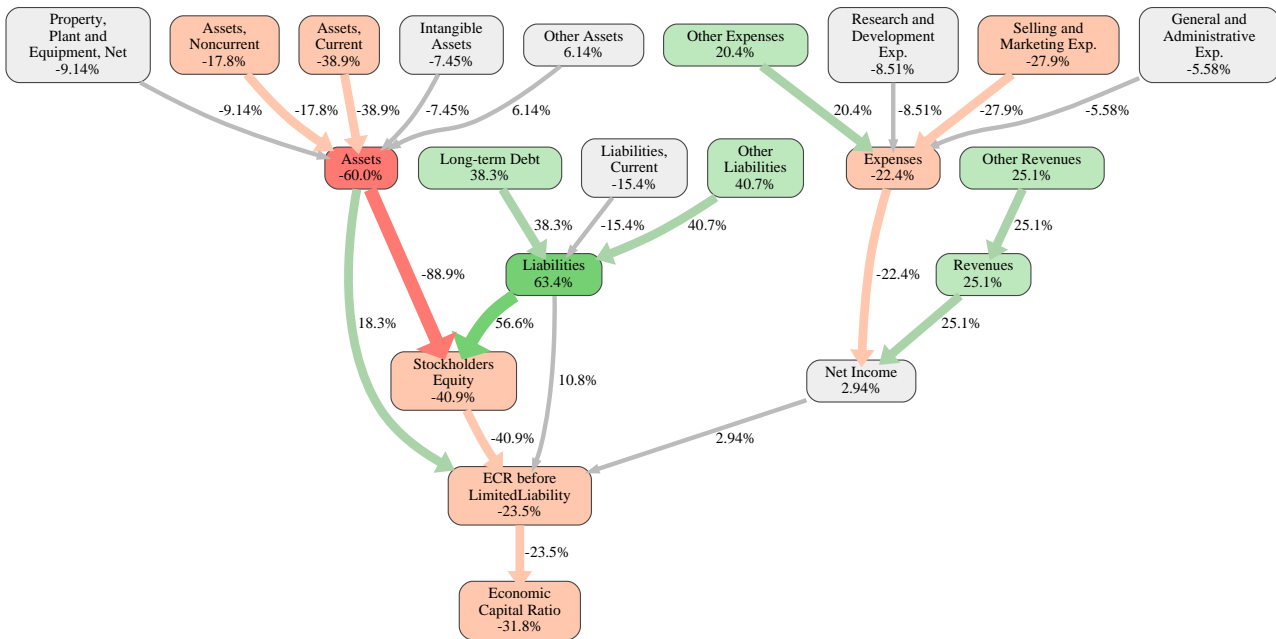 Property,
Plant and
Equipment, Net
-9.14%
Assets,
Noncurrent
-17.8%
Assets,
Current
-38.9%
Intangible
Assets
-7.45%
Other Assets
6.14%
Other Expenses
20.4%
Research and
Development
Exp.
-8.51%
Selling and
Marketing Exp.
-27.9%
General and
Administrative
Exp.
-5.58%
-9.14%
-17.8%
-38.9%
-7.45%
6.14%
20.4%
-8.51%
-27.9%
-5.58%
Assets
-60.0%
Long-term Debt
38.3%
Liabilities,
Current
-15.4%
Other
Liabilities
40.7%
Expenses
-22.4%
Other Revenues
25.1%
38.3%
-15.4%
40.7%
25.1%
-88.9%
Liabilities
63.4%
-22.4%
Revenues
25.1%
18.3%
56.6%
25.1%
Stockholders
Equity
-40.9%
10.8%
Net Income
2.94%
-40.9%
2.94%
ECR before
LimitedLiability
-23.5%
-23.5%
Economic
Capital Ratio
-31.8%